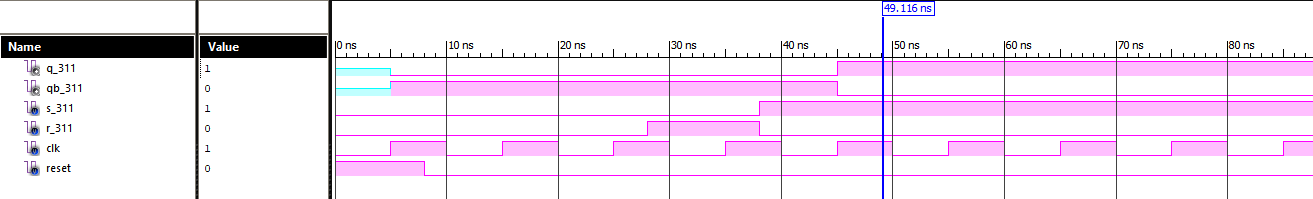 49.116 ns
Name Value 0 ns 10 ns 20 ns 30 ns 40 ns 50 ns 60 ns 70 ns 80 ns
q_311 1
qb_311 0
s_311 1
r_311 0
clk 1
reset 0